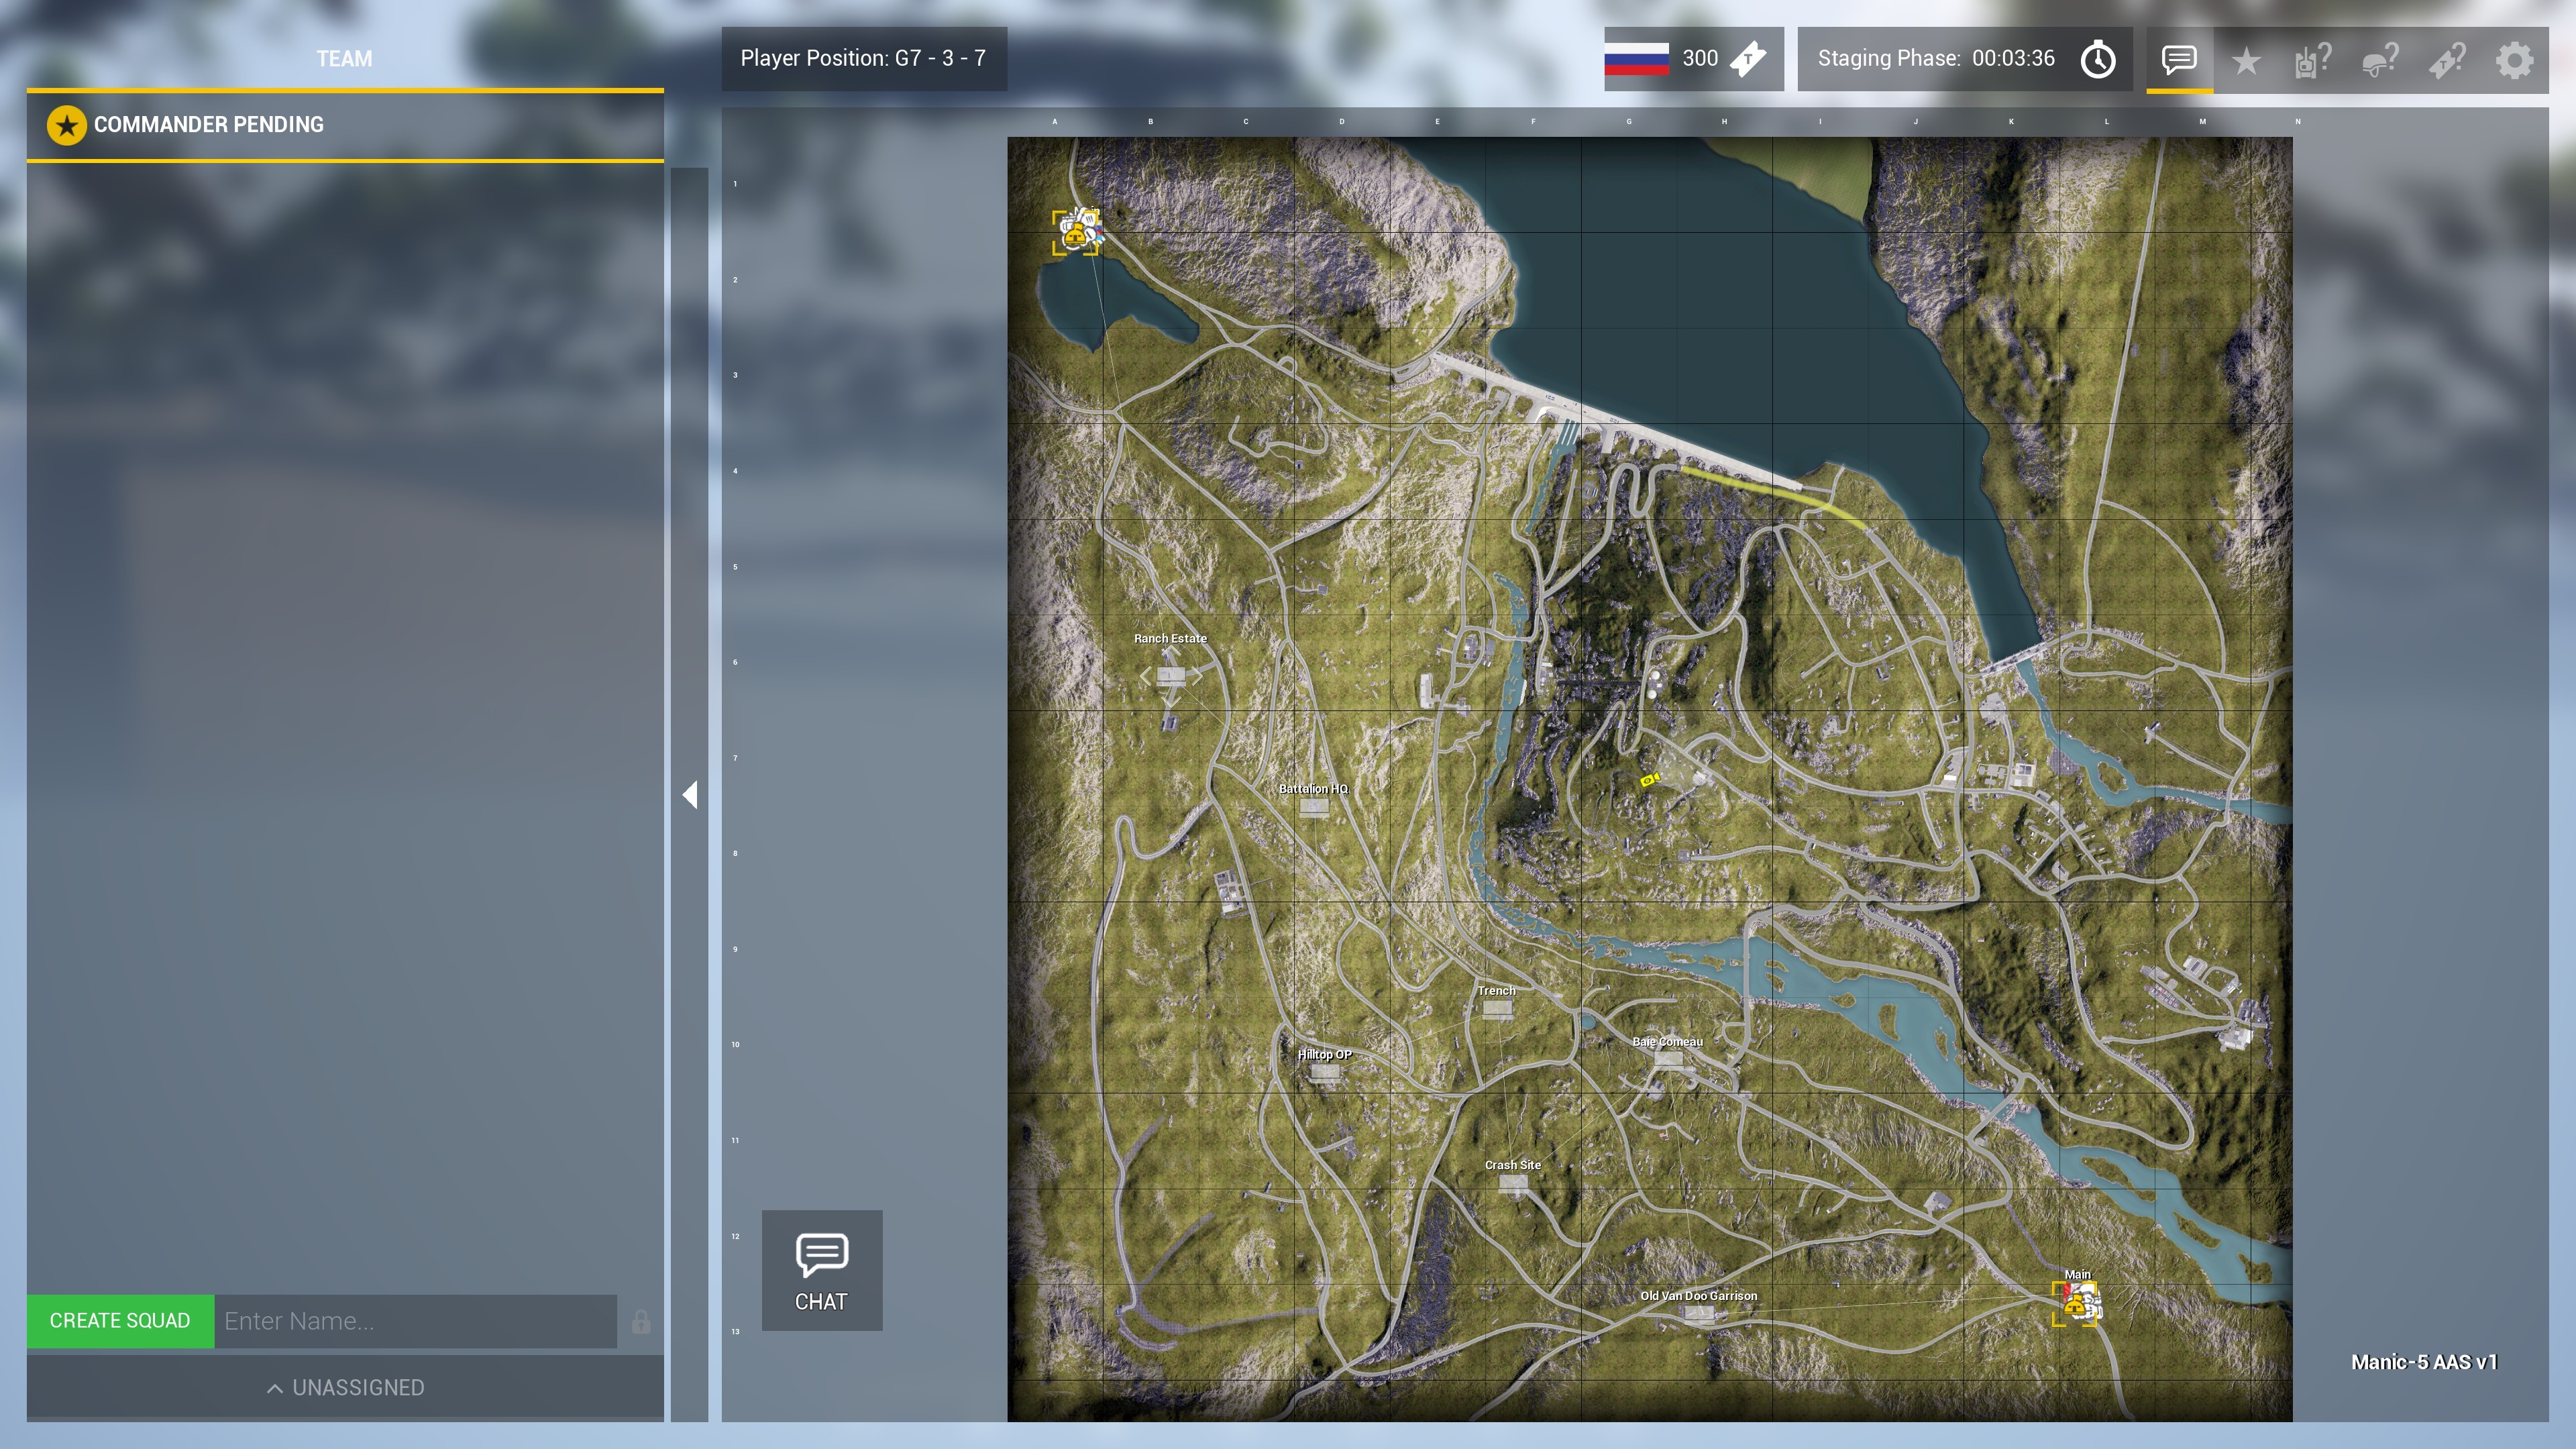 TEAM
Player Position: G7 - 3 - 7
300
T
Staging Phase: 00:03:36
?
?
T?
COMMANDER PENDING
A B C D E F G H I J K L M N
1
2
3
4
5
6
7
8
9
10
11
12
13
Ranch Estate
Battalion HQ
Trench
Baie Comeau
Hilltop OP
Crash Site
Main
Old Van Doo Garrison
CHAT
CREATE SQUAD
Enter Name...
UNASSIGNED
Manic-5 AAS v1